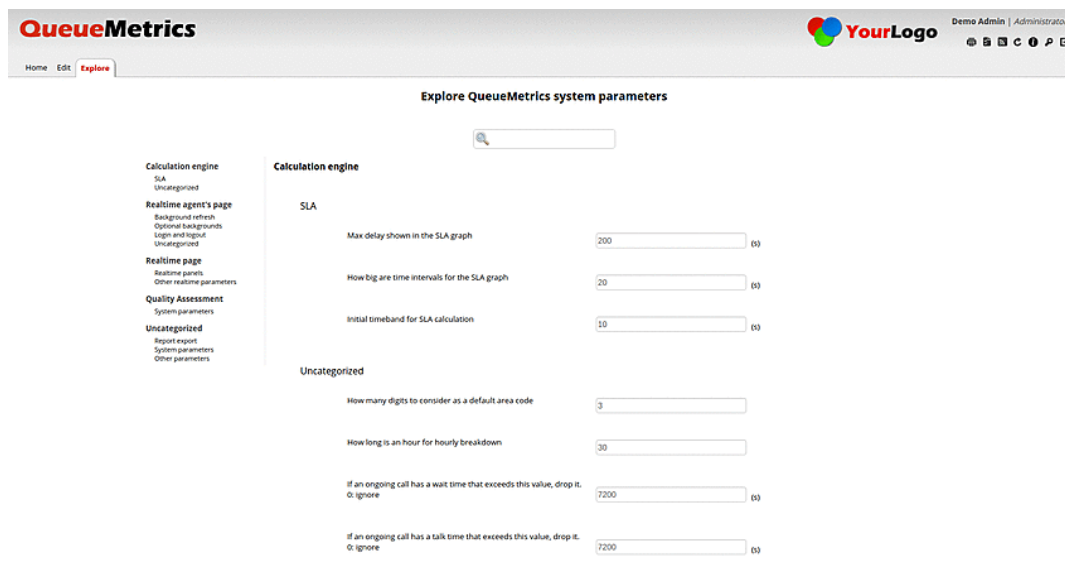 QueueMetrics
YourLogo
Demo Admin | Administrator
Home Edit Explore
Explore QueueMetrics system parameters
Calculation engine
SLA
Uncategorized
Realtime agent's page
Background refresh
Optional backgrounds
Login and logout
Uncategorized
Realtime page
Realtime panels
Other realtime parameters
Quality Assessment
System parameters
Uncategorized
Report export
System parameters
Other parameters
Calculation engine
SLA
Max delay shown in the SLA graph
200 (s)
How big are time intervals for the SLA graph
20 (s)
Initial timeband for SLA calculation
10 (s)
Uncategorized
How many digits to consider as a default area code
3
How long is an hour for hourly breakdown
30
If an ongoing call has a wait time that exceeds this value, drop it.
0: ignore
7200 (s)
If an ongoing call has a talk time that exceeds this value, drop it.
0: ignore
7200 (s)